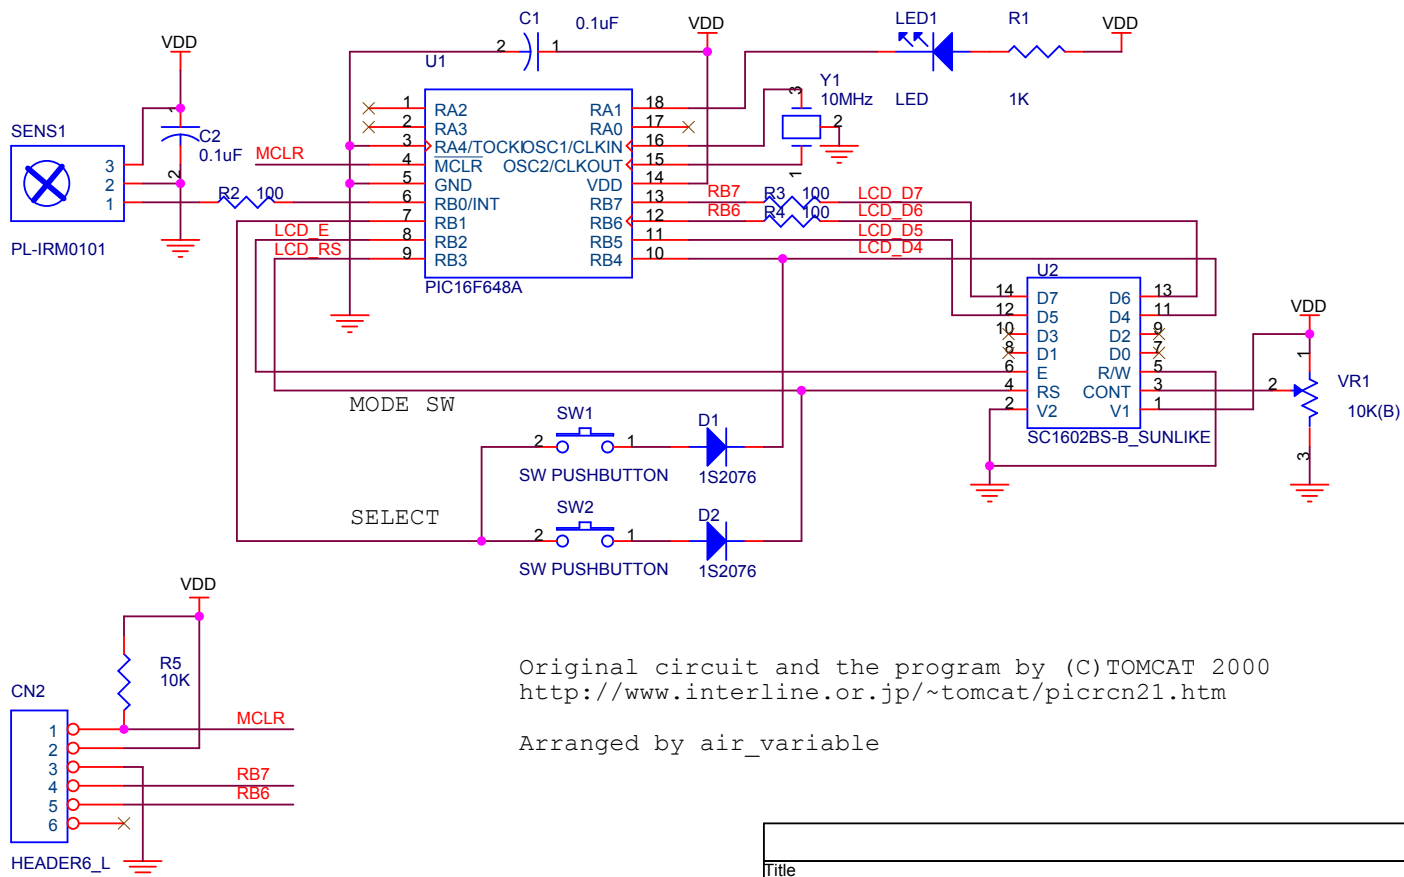 VDD
C1
0.1uF
VDD
LED1
R1
VDD
2
1
U1
LED
1K
SENS1
1
C2
0.1uF
2
3
2
1
PL-IRM0101
MCLR
R2 100
1 RA2
2 RA3
3 RA4/TOCKI
4 MCLR
5 GND
6 RB0/INT
7 RB1
8 RB2
9 RB3
RA1 18
RA0 17
OSC1/CLKIN 16
OSC2/CLKOUT 15
VDD 14
RB7 13
RB6 12
RB5 11
RB4 10
PIC16F648A
LCD_E
LCD_RS
Y1
10MHz
3
2
1
RB7 R3 100 LCD_D7
RB6 R4 100 LCD_D6
LCD_D5
LCD_D4
U2
14 D7 D6 13
12 D5 D4 11
10 D3 D2 9
8 D1 D0 7
6 E R/W 5
4 RS CONT 3
2 V2 V1 1
SC1602BS-B_SUNLIKE
VDD
1
2
3
VR1
10K(B)
MODE SW
SW1
D1
2
1
SW PUSHBUTTON
1S2076
SELECT
SW2
D2
2
1
SW PUSHBUTTON
1S2076
VDD
R5
10K
CN2
1
2
3
4
5
6
MCLR
RB7
RB6
HEADER6_L
Original circuit and the program by (C)TOMCAT 2000
http://www.interline.or.jp/~tomcat/picrcn21.htm
Arranged by air_variable
Title